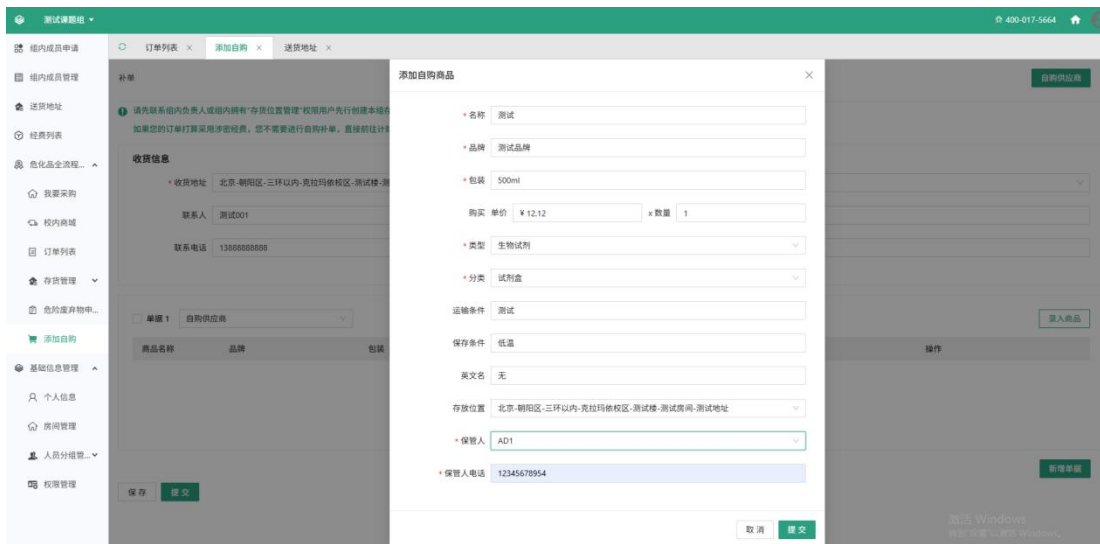 测试课题组
400-017-5664
组内成员申请
组内成员管理
送货地址
经费列表
危化品全流程...
我要采购
校内商城
订单列表
存货管理
危险废弃物申...
添加自购
基础信息管理
个人信息
房间管理
人员分组管...
权限管理
订单列表 ×
添加自购 ×
送货地址 ×
补单
自购供应商
请先联系组内负责人或组内拥有"存货位置管理"权限用户先行创建本组存
如果您的订单打算采用涉密经费，您不需要进行自购补单，直接前往计
收货信息
* 收货地址 北京-朝阳区-三环以内-克拉玛依校区-测试楼-测
联系人 测试001
联系电话 13888888888
单据 1 自购供应商
录入商品
商品名称 品牌 包装 操作
新增单据
保存 提交
添加自购商品
* 名称 测试
* 品牌 测试品牌
* 包装 500ml
购买 单价 ¥ 12.12 x 数量 1
* 类型 生物试剂
* 分类 试剂盒
运输条件 测试
保存条件 低温
英文名 无
存放位置 北京-朝阳区-三环以内-克拉玛依校区-测试楼-测试房间-测试地址
* 保管人 AD1
* 保管人电话 12345678954
取消 提交
激活 Windows